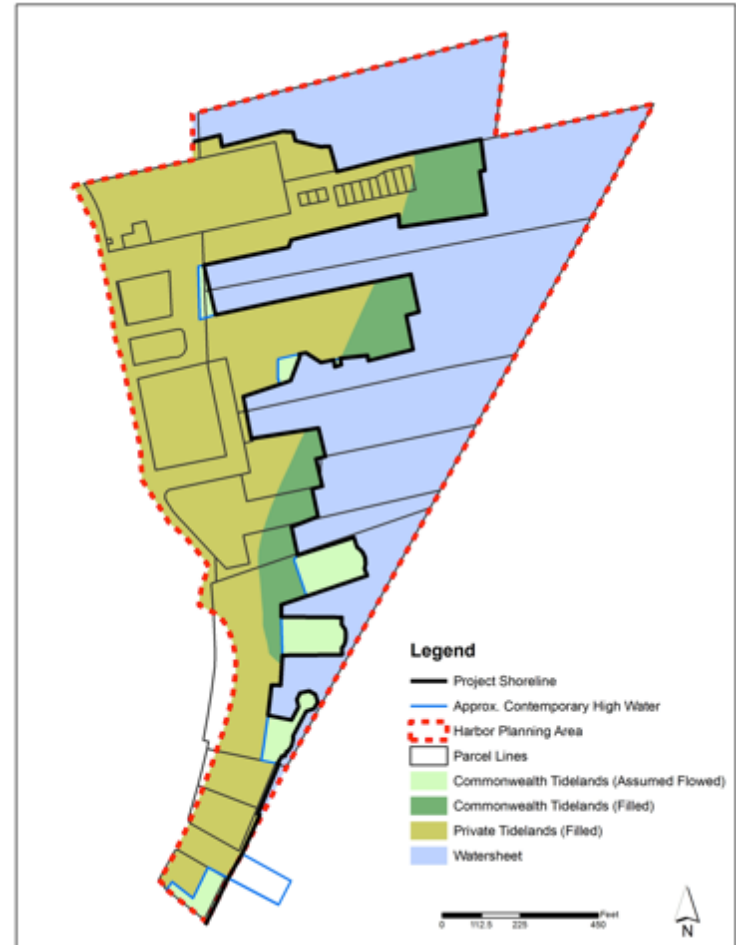 Legend
Project Shoreline
Approx. Contemporary High Water
Harbor Planning Area
Parcel Lines
Commonwealth Tidelands (Assumed Flowed)
Commonwealth Tidelands (Filled)
Private Tidelands (Filled)
Watersheet
Feet
0 112.5 225 450
N